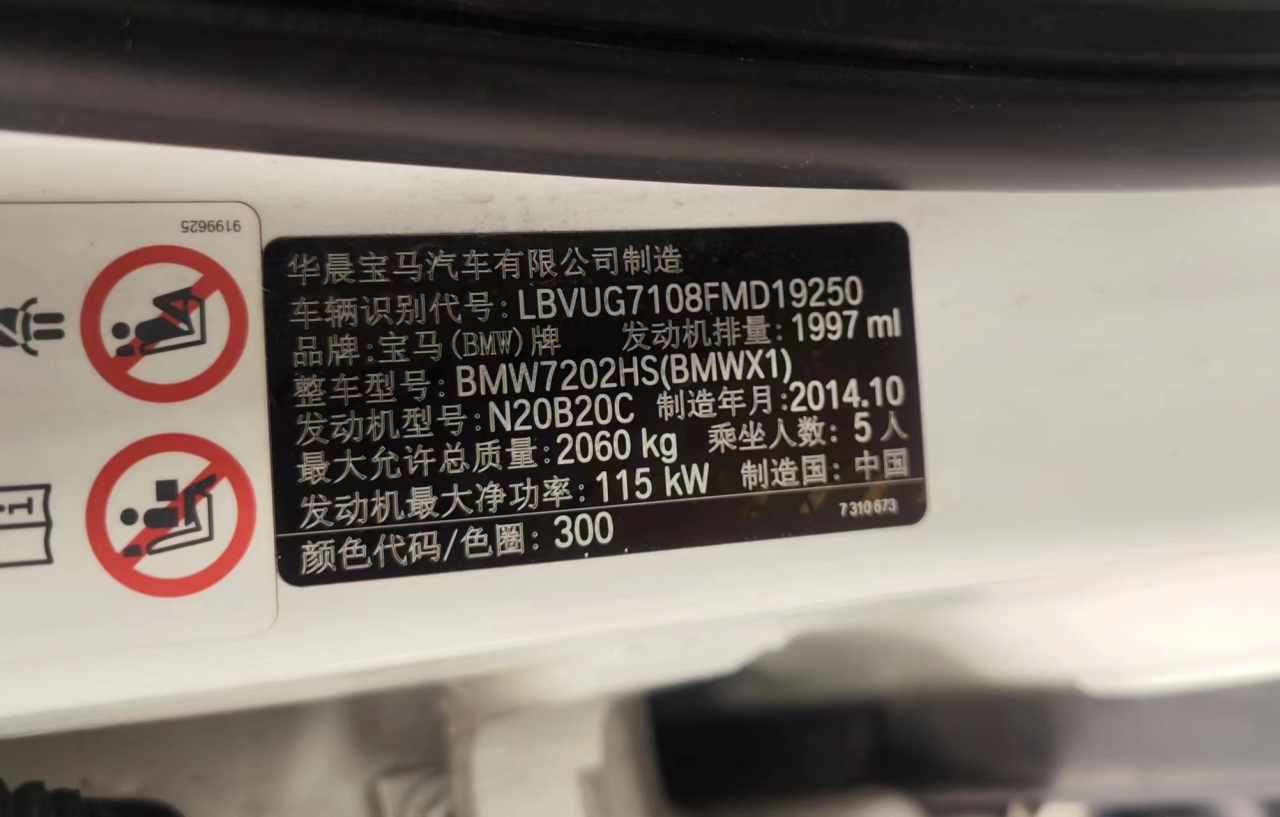 9199625
华晨宝马汽车有限公司制造
车辆识别代号:LBVUG7108FMD19250
品牌:宝马(BMW)牌 发动机排量:1997 ml
整车型号:BMW7202HS(BMWX1)
发动机型号:N20B20C 制造年月:2014.10
最大允许总质量:2060 kg 乘坐人数:5人
发动机最大净功率:115 kW 制造国:中国
7 310 673
颜色代码/色圈:300